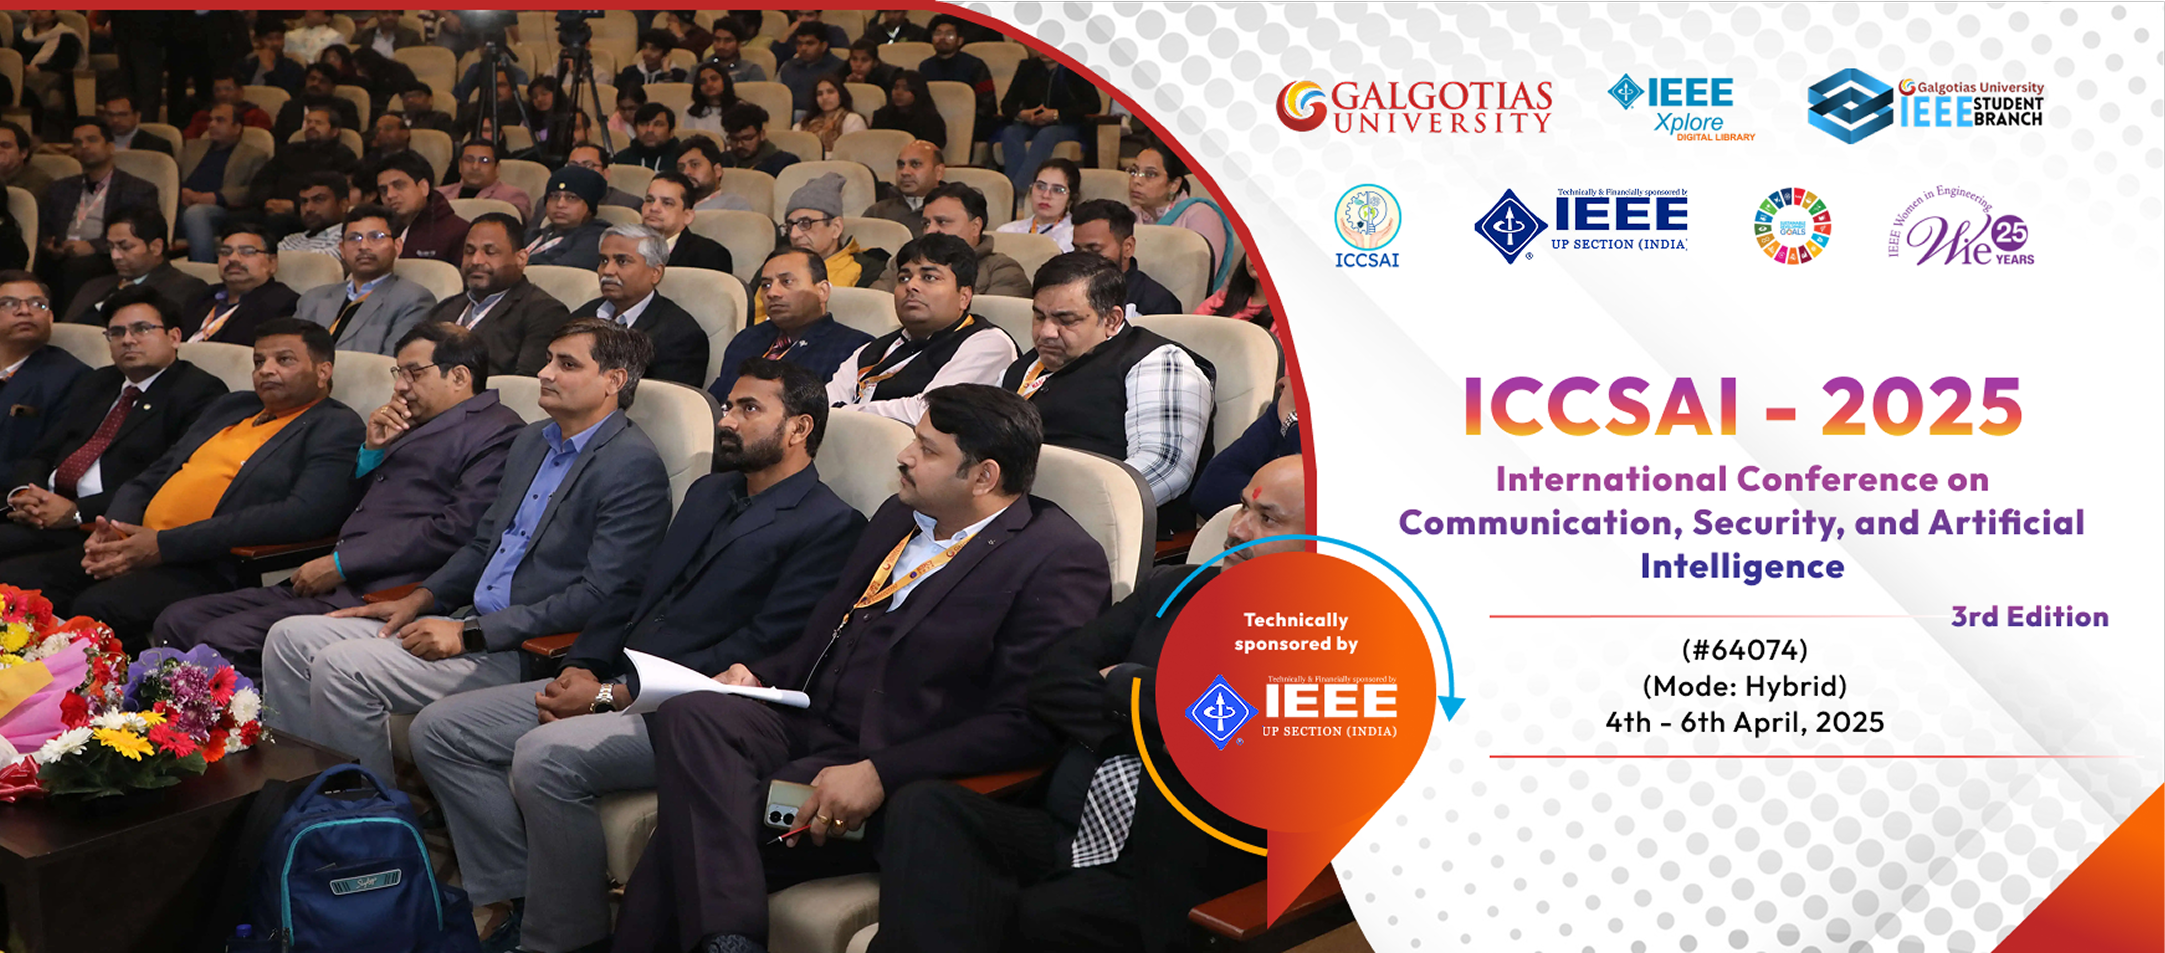 GALGOTIAS
UNIVERSITY
IEEE
Xplore
DIGITAL LIBRARY
Galgotias University
IEEE STUDENT
BRANCH
ICCSAI
Technically & Financially sponsored by
IEEE
UP SECTION (INDIA)
SUSTAINABLE
DEVELOPMENT
GOALS
IEEE Women in Engineering
WIE 25
YEARS
ICCSAI - 2025
International Conference on
Communication, Security, and Artificial
Intelligence
3rd Edition
(#64074)
(Mode: Hybrid)
4th - 6th April, 2025
Technically
sponsored by
Technically & Financially sponsored by
IEEE
UP SECTION (INDIA)